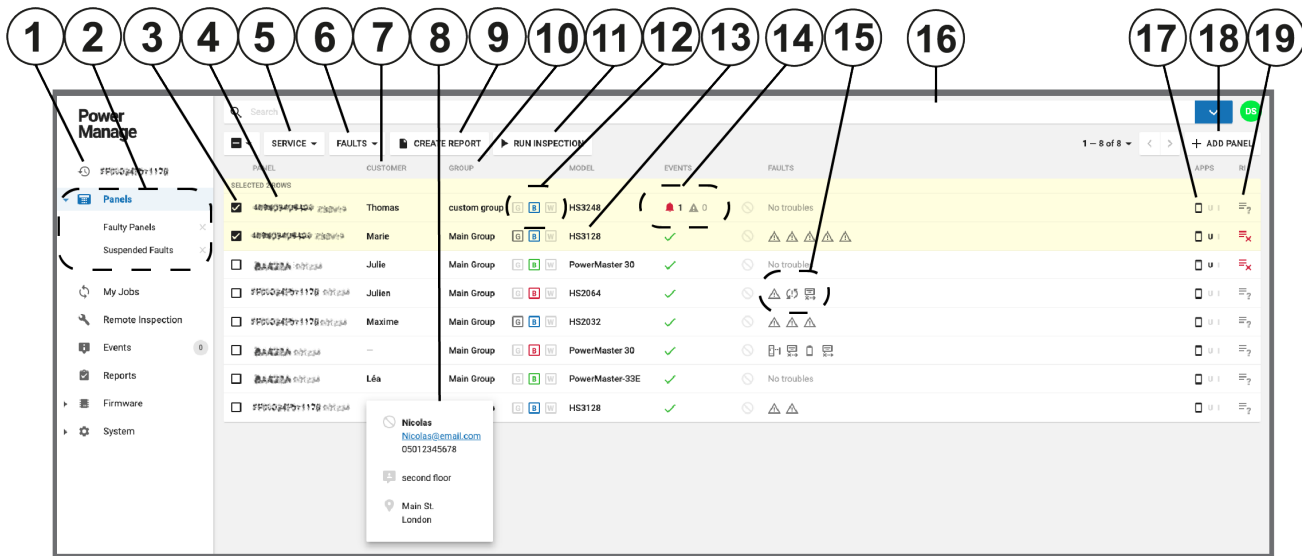 1 2 3 4 5 6 7 8 9 10 11 12 13 14 15 16 17 18 19
Power
Manage
Search
DS
SERVICE FAULTS CREATE REPORT RUN INSPECTION 1 – 8 of 8 + ADD PANEL
PANEL CUSTOMER GROUP MODEL EVENTS FAULTS APPS RI
SELECTED 2 ROWS
Panels
Faulty Panels
Suspended Faults
My Jobs
Remote Inspection
Events 0
Reports
Firmware
System
Thomas custom group G B W HS3248 1 0 No troubles U I
Marie Main Group G B W HS3128 U I
Julie Main Group G B W PowerMaster 30 No troubles U I
Julien Main Group G B W HS2064 U I
Maxime Main Group G B W HS2032 U I
– Main Group G B W PowerMaster 30 U I
Léa Main Group G B W PowerMaster-33E No troubles U I
G B W HS3128 U I
Nicolas
Nicolas@email.com
05012345678
second floor
Main St.
London